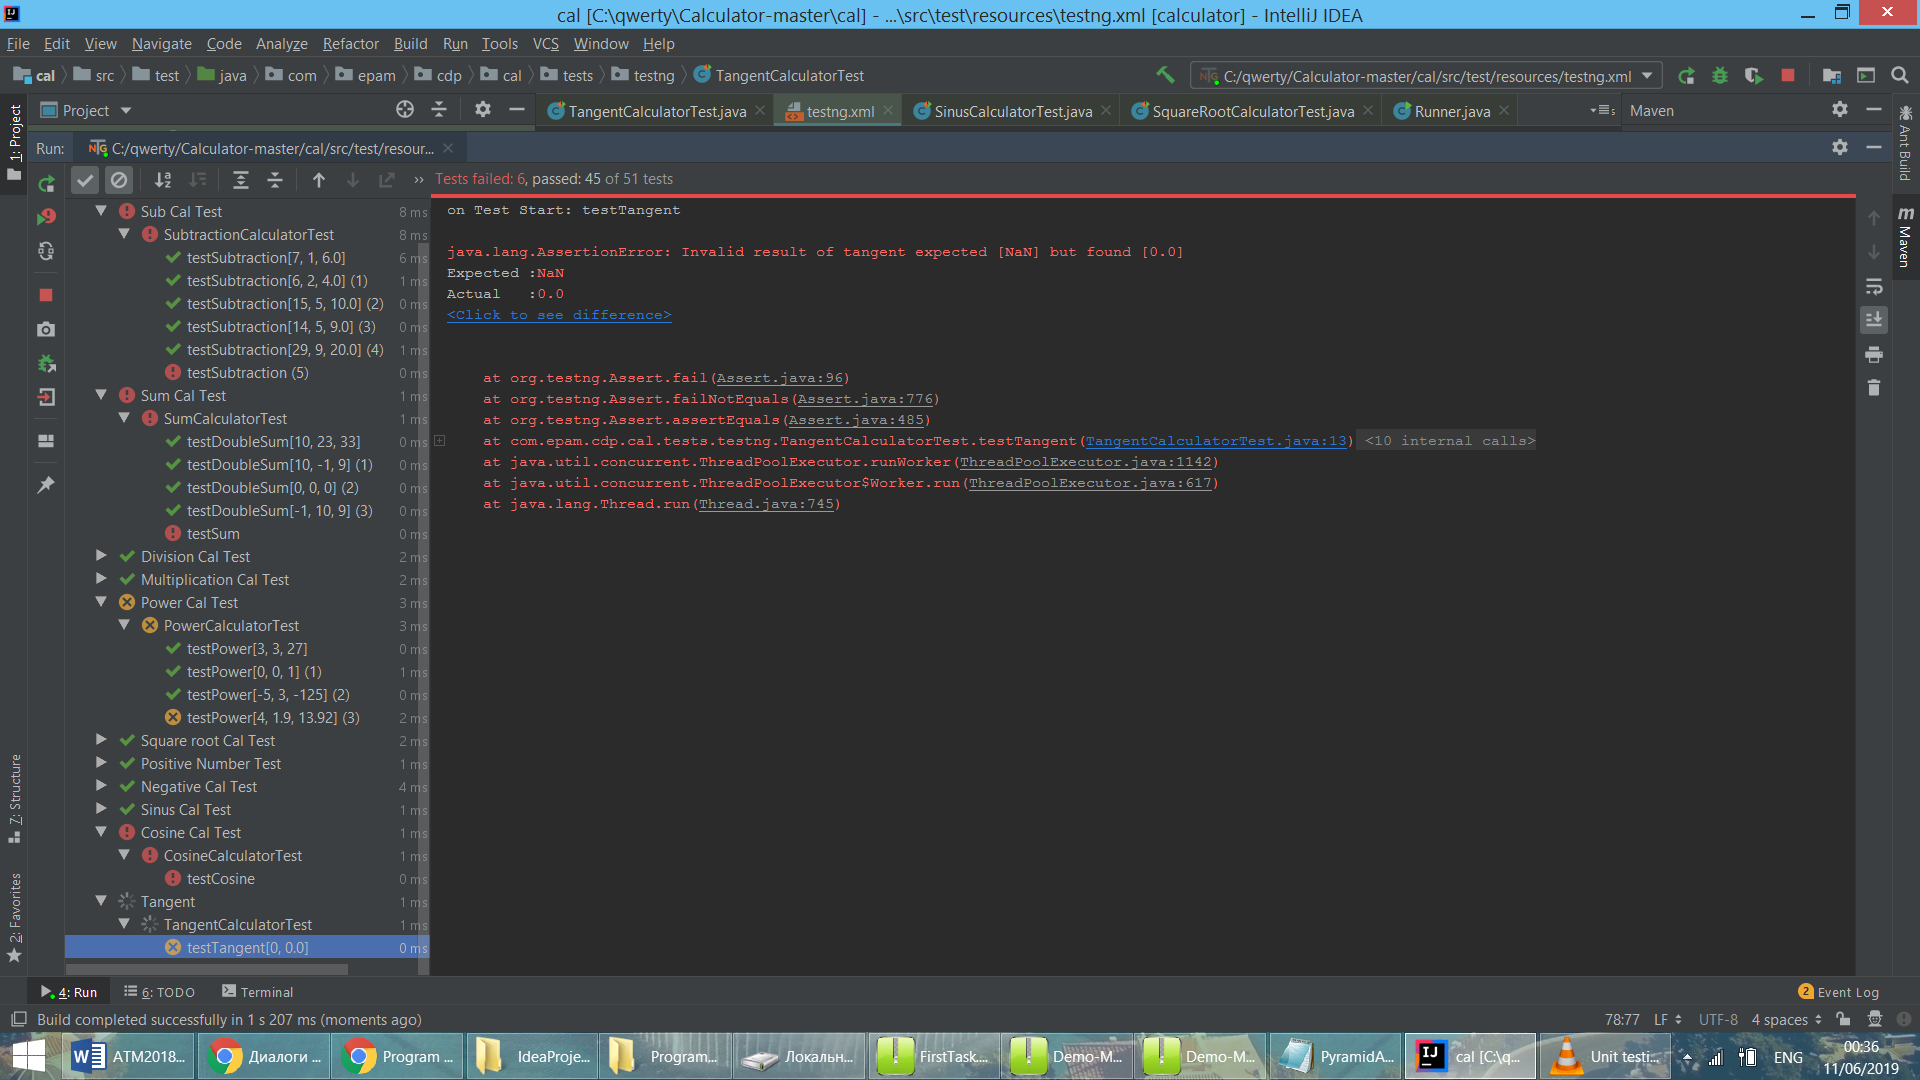 cal [C:\qwerty\Calculator-master\cal] - ...\src\test\resources\testng.xml [calculator] - IntelliJ IDEA
File Edit View Navigate Code Analyze Refactor Build Run Tools VCS Window Help
cal src test java com epam cdp cal tests testng TangentCalculatorTest
C:/qwerty/Calculator-master/cal/src/test/resources/testng.xml
Project
TangentCalculatorTest.java testng.xml SinusCalculatorTest.java SquareRootCalculatorTest.java Runner.java
Maven
1: Project
Ant Build
Maven
Run: C:/qwerty/Calculator-master/cal/src/test/resour...
Tests failed: 6, passed: 45 of 51 tests
Sub Cal Test 8 ms
SubtractionCalculatorTest 8 ms
testSubtraction[7, 1, 6.0] 6 ms
testSubtraction[6, 2, 4.0] (1) 1 ms
testSubtraction[15, 5, 10.0] (2) 0 ms
testSubtraction[14, 5, 9.0] (3) 0 ms
testSubtraction[29, 9, 20.0] (4) 1 ms
testSubtraction (5) 0 ms
Sum Cal Test 1 ms
SumCalculatorTest 1 ms
testDoubleSum[10, 23, 33] 0 ms
testDoubleSum[10, -1, 9] (1) 1 ms
testDoubleSum[0, 0, 0] (2) 0 ms
testDoubleSum[-1, 10, 9] (3) 0 ms
testSum 0 ms
Division Cal Test 2 ms
Multiplication Cal Test 2 ms
Power Cal Test 3 ms
PowerCalculatorTest 3 ms
testPower[3, 3, 27] 0 ms
testPower[0, 0, 1] (1) 1 ms
testPower[-5, 3, -125] (2) 0 ms
testPower[4, 1.9, 13.92] (3) 2 ms
Square root Cal Test 2 ms
Positive Number Test 1 ms
Negative Cal Test 4 ms
Sinus Cal Test 1 ms
Cosine Cal Test 1 ms
CosineCalculatorTest 1 ms
testCosine 0 ms
Tangent 1 ms
TangentCalculatorTest 1 ms
testTangent[0, 0.0] 0 ms
on Test Start: testTangent
java.lang.AssertionError: Invalid result of tangent expected [NaN] but found [0.0]
Expected :NaN
Actual   :0.0
<Click to see difference>
at org.testng.Assert.fail(Assert.java:96)
at org.testng.Assert.failNotEquals(Assert.java:776)
at org.testng.Assert.assertEquals(Assert.java:485)
at com.epam.cdp.cal.tests.testng.TangentCalculatorTest.testTangent(TangentCalculatorTest.java:13) <10 internal calls>
at java.util.concurrent.ThreadPoolExecutor.runWorker(ThreadPoolExecutor.java:1142)
at java.util.concurrent.ThreadPoolExecutor$Worker.run(ThreadPoolExecutor.java:617)
at java.lang.Thread.run(Thread.java:745)
7: Structure
2: Favorites
4: Run 6: TODO Terminal
2 Event Log
Build completed successfully in 1 s 207 ms (moments ago)
78:77 LF UTF-8 4 spaces
ATM2018... Диалоги ... Program ... IdeaProje... Program... Локальн... FirstTask.... Demo-M... Demo-M... PyramidA... cal [C:\q... Unit testi...
ENG
00:36
11/06/2019